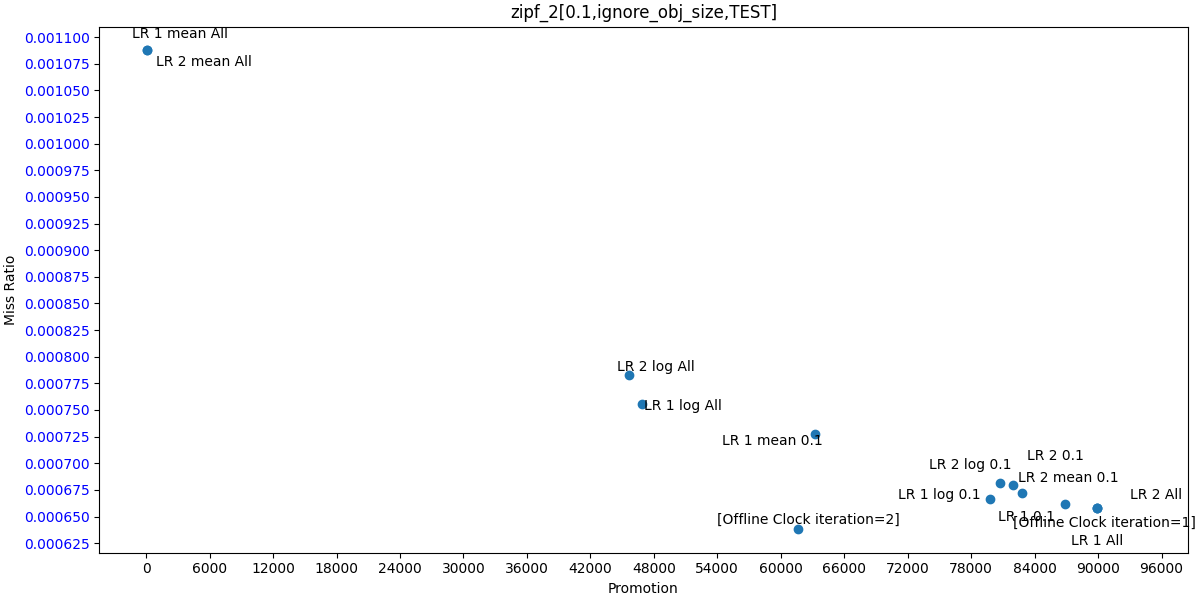 zipf_2[0.1,ignore_obj_size,TEST]
0.001100
0.001075
0.001050
0.001025
0.001000
0.000975
0.000950
0.000925
0.000900
0.000875
0.000850
0.000825
0.000800
0.000775
0.000750
0.000725
0.000700
0.000675
0.000650
0.000625
Miss Ratio
LR 1 mean All
LR 2 mean All
LR 2 log All
LR 1 log All
LR 1 mean 0.1
LR 2 0.1
LR 2 log 0.1
LR 2 mean 0.1
LR 1 log 0.1
LR 2 All
LR 1 0.1
[Offline Clock iteration=2]
[Offline Clock iteration=1]
LR 1 All
0 6000 12000 18000 24000 30000 36000 42000 48000 54000 60000 66000 72000 78000 84000 90000 96000
Promotion